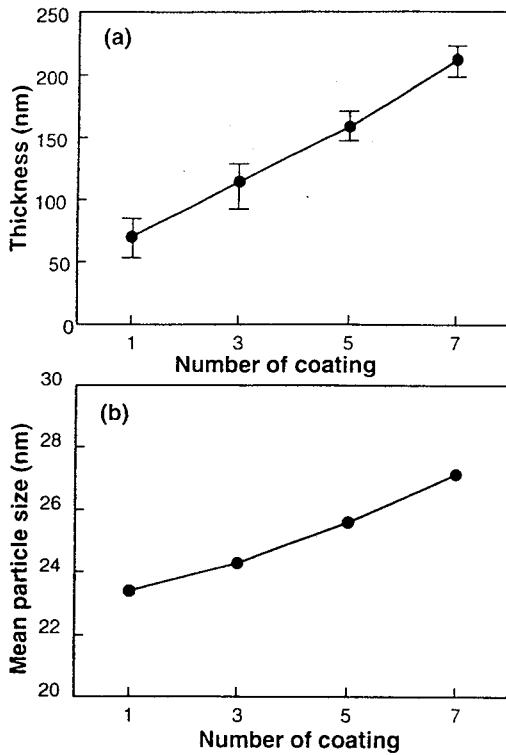 (a)
Thickness (nm)
250
200
150
100
50
0
1 3 5 7
Number of coating
(b)
Mean particle size (nm)
30
28
26
24
22
20
1 3 5 7
Number of coating